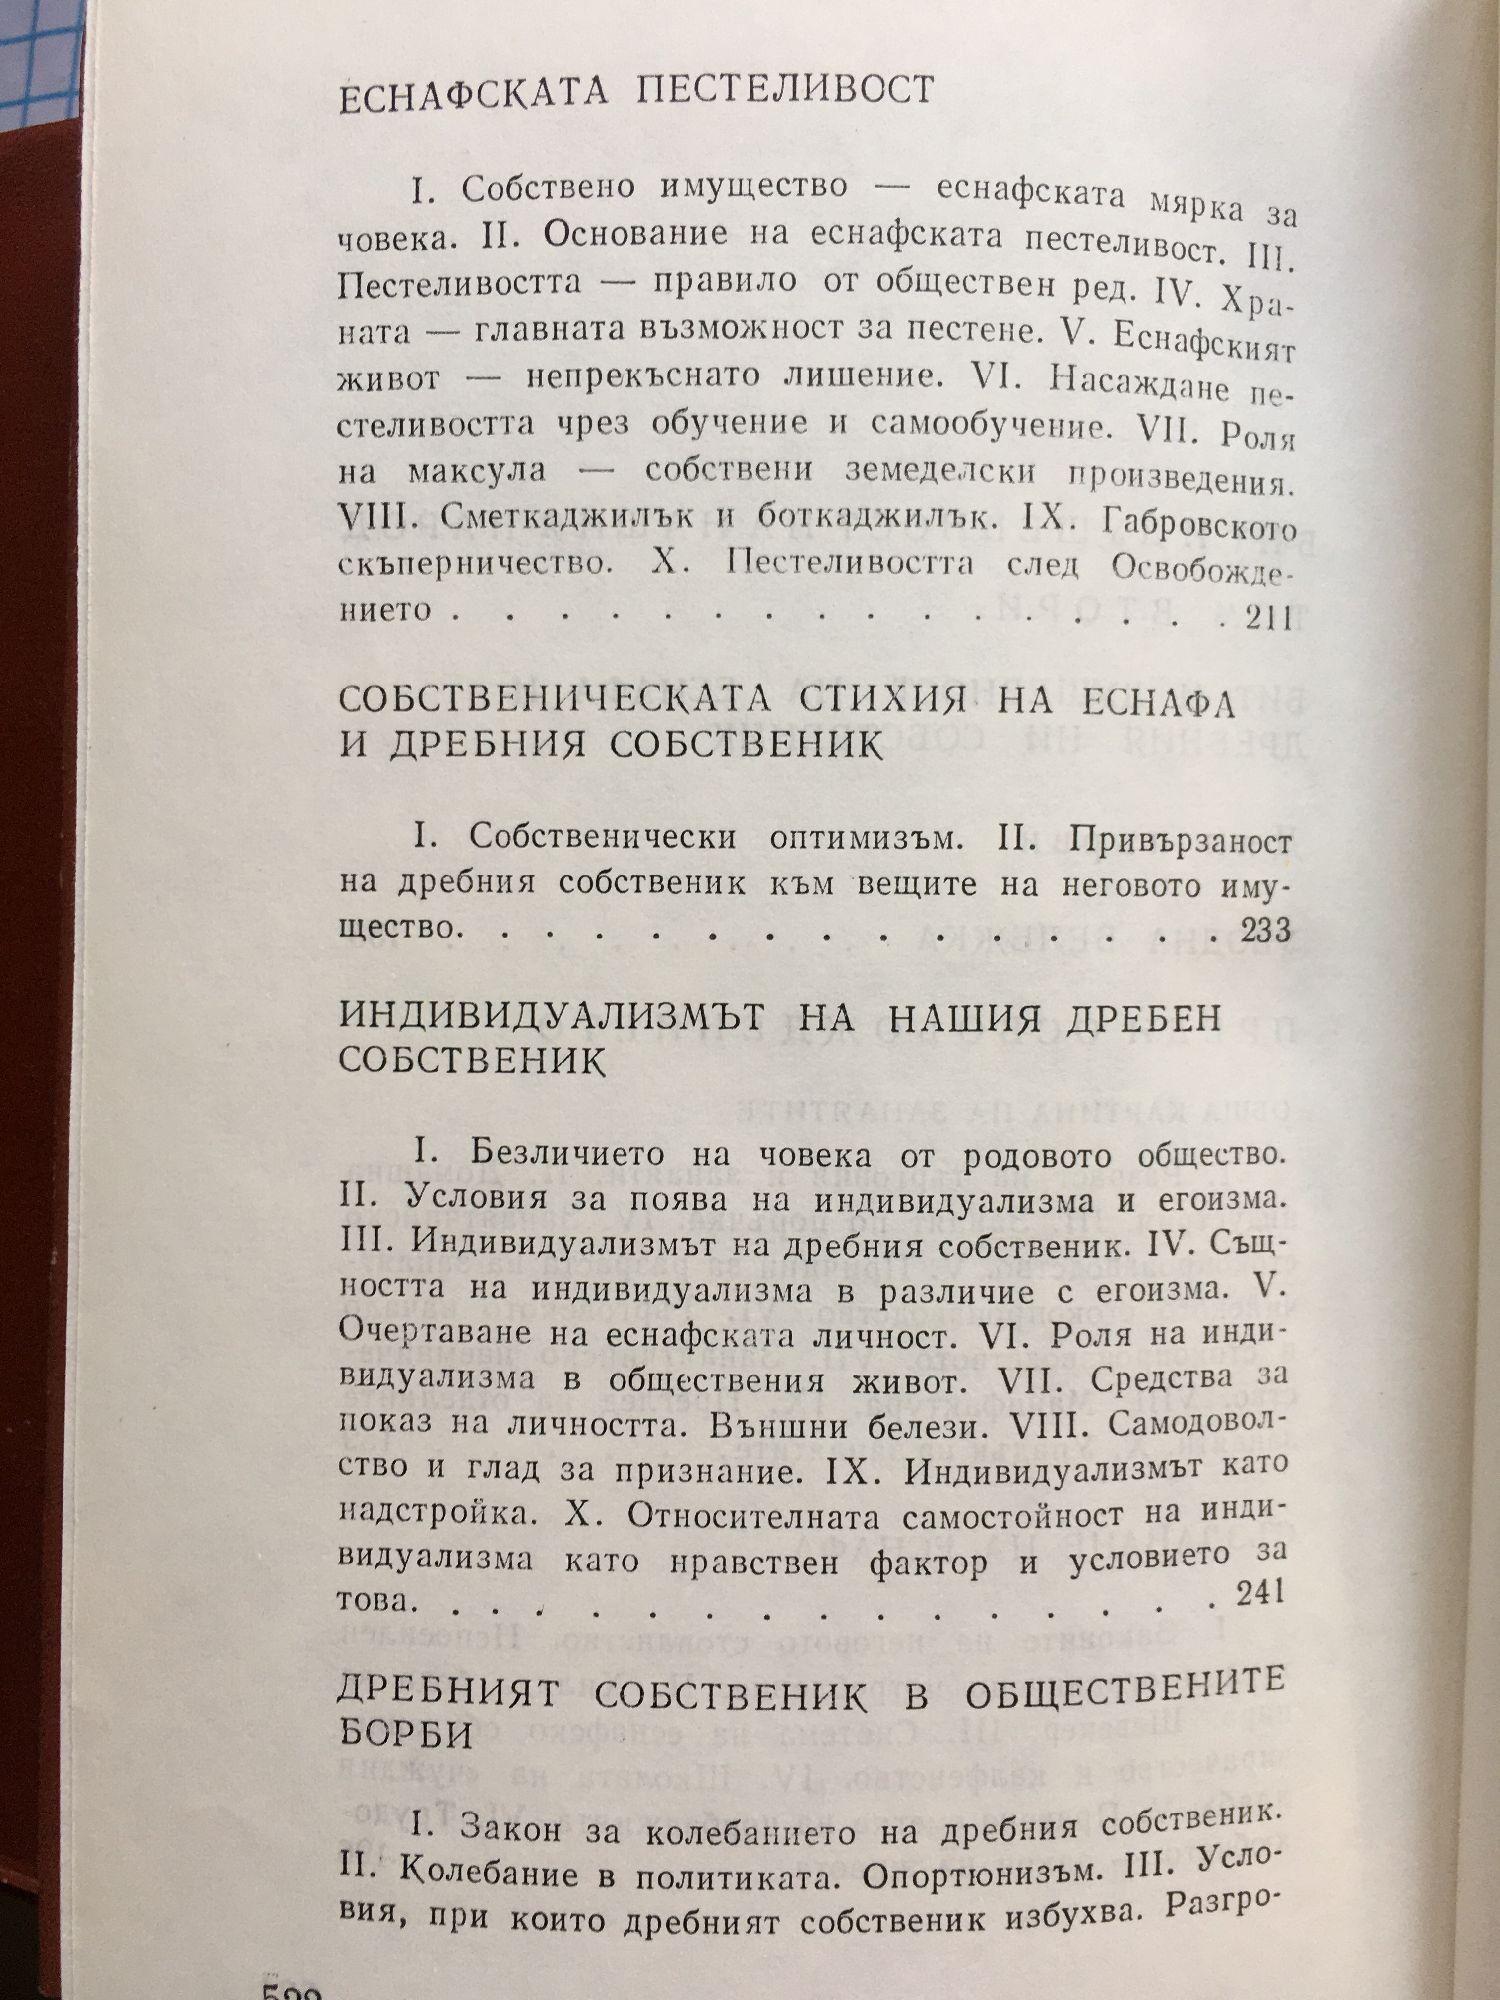 ЕСНАФСКАТА ПЕСТЕЛИВОСТ
I. Собствено имущество — еснафската мярка за
човека. II. Основание на еснафската пестеливост. III.
Пестеливостта — правило от обществен ред. IV. Хра-
ната — главната възможност за пестене. V. Еснафският
живот — непрекъснато лишение. VI. Насаждане пе-
стеливостта чрез обучение и самообучение. VII. Роля
на максула — собствени земеделски произведения.
VIII. Сметкаджилък и боткаджилък. IX. Габровското
скъперничество. X. Пестеливостта след Освобожде-
нието . . . . . . . . . . . . . . . . 211
СОБСТВЕНИЧЕСКАТА СТИХИЯ НА ЕСНАФА
И ДРЕБНИЯ СОБСТВЕНИК
I. Собственически оптимизъм. II. Привързаност
на дребния собственик към вещите на неговото иму-
щество. . . . . . . . . . . . . . . 233
ИНДИВИДУАЛИЗМЪТ НА НАШИЯ ДРЕБЕН
СОБСТВЕНИК
I. Безличието на човека от родовото общество.
II. Условия за поява на индивидуализма и егоизма.
III. Индивидуализмът на дребния собственик. IV. Същ-
ността на индивидуализма в различие с егоизма. V.
Очертаване на еснафската личност. VI. Роля на инди-
видуализма в обществения живот. VII. Средства за
показ на личността. Външни белези. VIII. Самодовол-
ство и глад за признание. IX. Индивидуализмът като
надстройка. X. Относителната самостойност на инди-
видуализма като нравствен фактор и условието за
това. . . . . . . . . . . . . . . . 241
ДРЕБНИЯТ СОБСТВЕНИК В ОБЩЕСТВЕНИТЕ
БОРБИ
I. Закон за колебанието на дребния собственик.
II. Колебание в политиката. Опортюнизъм. III. Усло-
вия, при които дребният собственик избухва. Разгро-